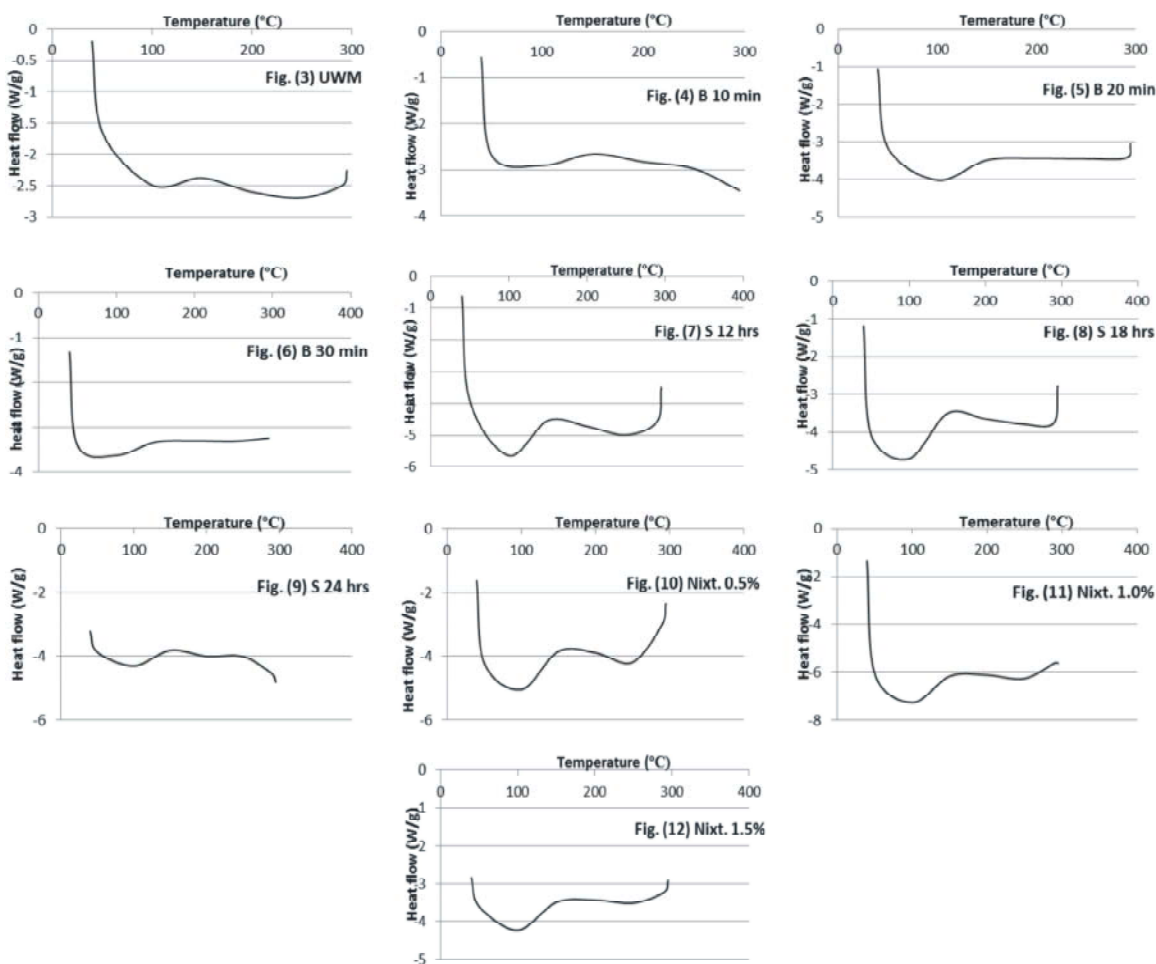 Temperature (°C)
0 100 200 300
0
-0.5
-1
-1.5
-2
-2.5
-3
Heat flow (W/g)
Fig. (3) UWM
Temperature (°C)
0 100 200 300
0
-1
-2
-3
-4
Heat fkow (W/g)
Fig. (4) B 10 min
Temerature (°C)
0 100 200 300
0
-1
-2
-3
-4
-5
Heat flow (W/g)
Fig. (5) B 20 min
Temperature (°C)
0 100 200 300 400
0
-1
-4
heat flow (W/g)
Fig. (6) B 30 min
Temperature (°C)
0 100 200 300 400
0
-1
-5
-6
Heat flow (W/g)
Fig. (7) S 12 hrs
Temperature (°C)
0 100 200 300 400
0
-1
-2
-3
-4
-5
Heat flow (W/g)
Fig. (8) S 18 hrs
Temperature (°C)
0 100 200 300 400
0
-2
-4
-6
Heat flow (W/g)
Fig. (9) S 24 hrs
Temperature (°C)
0 100 200 300 400
0
-2
-4
-6
Heat flow (W/g)
Fig. (10) Nixt. 0.5%
Temerature (°C)
0 100 200 300 400
0
-2
-4
-6
-8
Heat flow (W/g)
Fig. (11) Nixt. 1.0%
Temperature (°C)
0 100 200 300 400
0
-1
-2
-3
-4
-5
Heat flow (W/g)
Fig. (12) Nixt. 1.5%